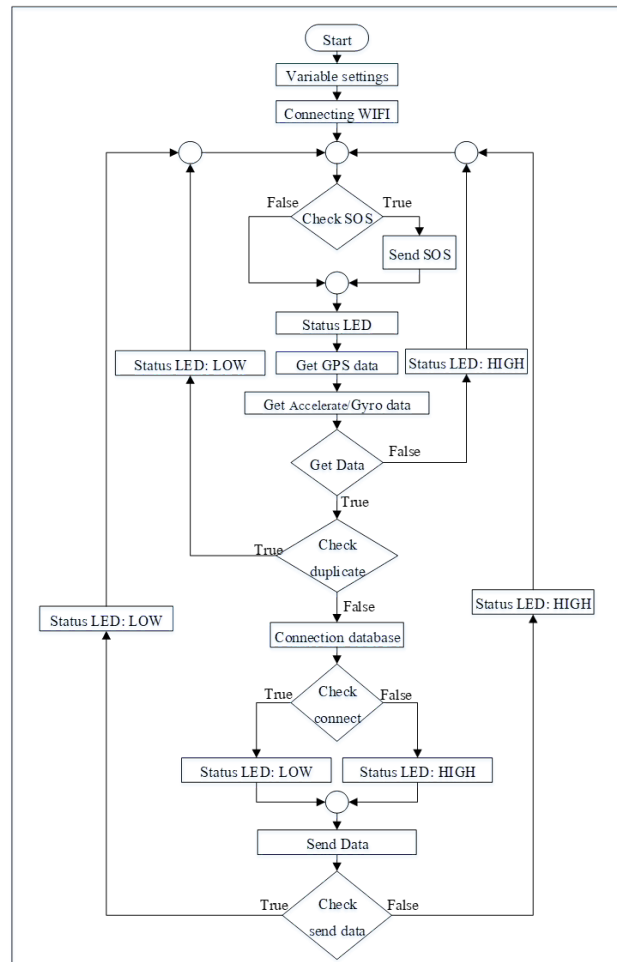 Start
Variable settings
Connecting WIFI
False
True
Check SOS
Send SOS
Status LED
Status LED: LOW
Get GPS data
Status LED: HIGH
Get Accelerate/Gyro data
False
Get Data
True
True
Check
duplicate
False
Status LED: LOW
Status LED: HIGH
Connection database
True
False
Check
connect
Status LED: LOW
Status LED: HIGH
Send Data
True
False
Check
send data